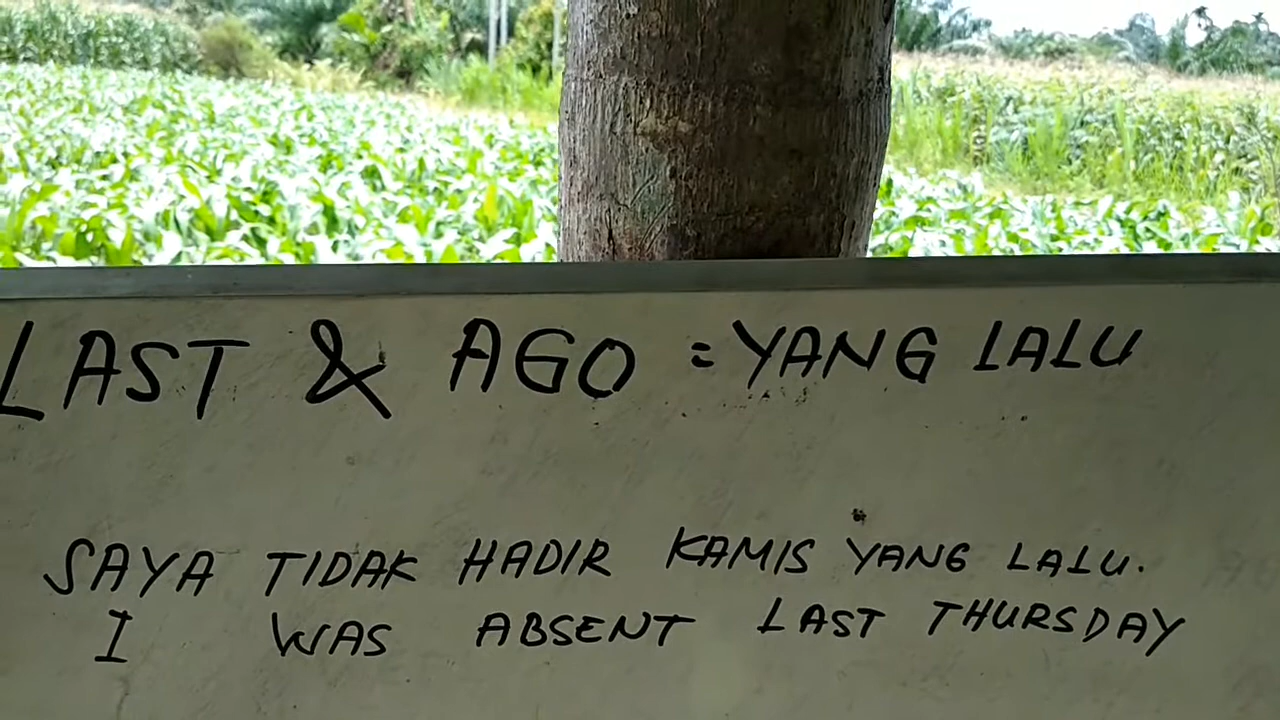 LAST & AGO = YANG LALU
SAYA TIDAK HADIR KAMIS YANG LALU.
I WAS ABSENT LAST THURSDAY